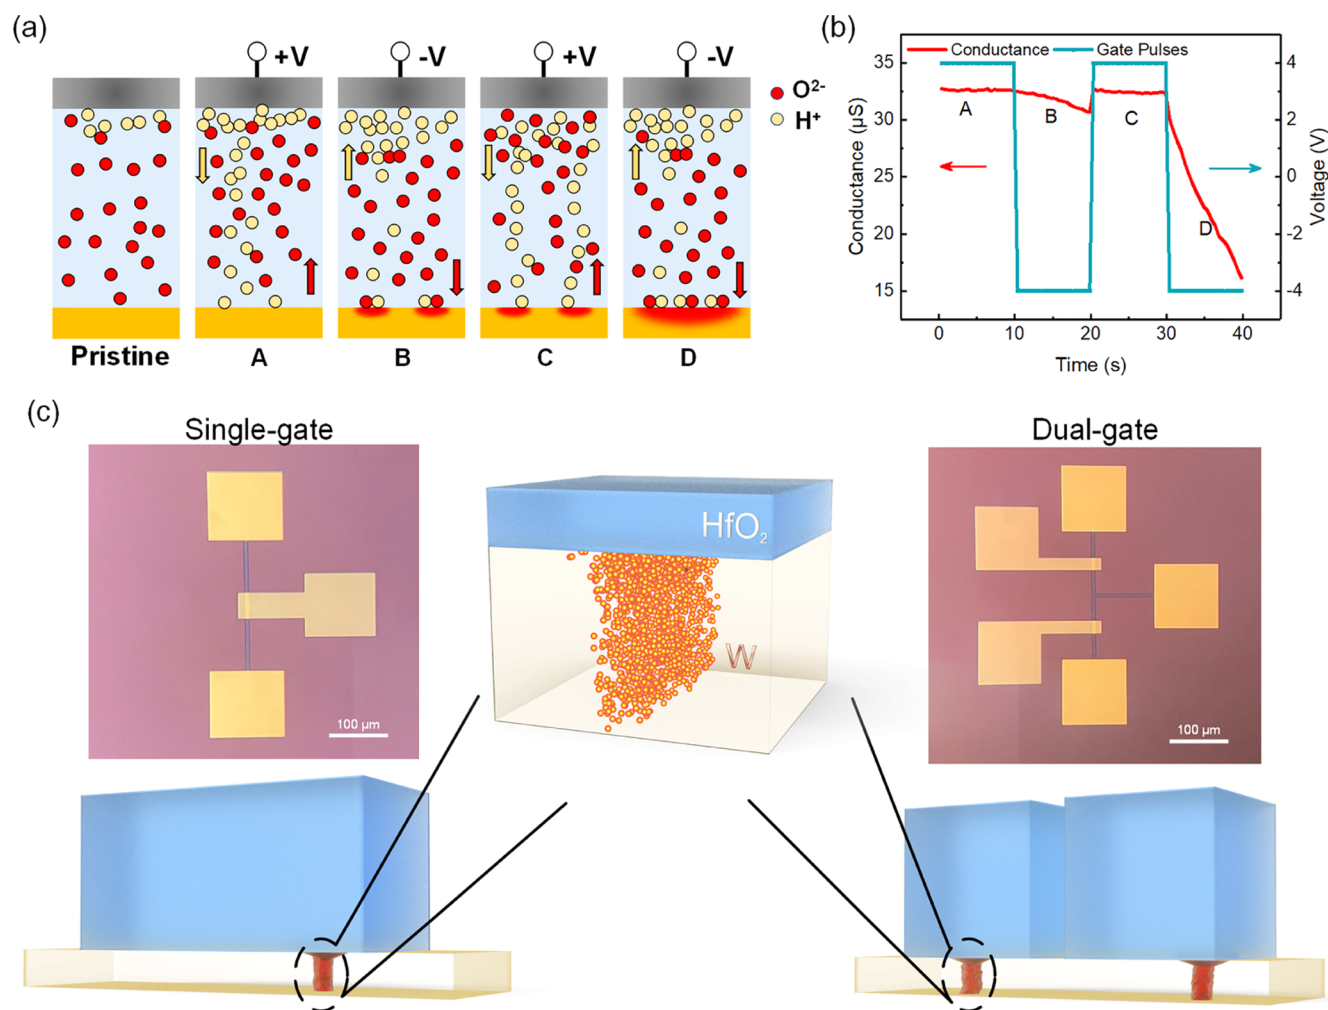 (a)
+V
-V
+V
-V
O²⁻
H⁺
Pristine
A
B
C
D
(b)
Conductance
Gate Pulses
35
30
25
20
15
Conductance (µS)
A
B
C
D
4
2
0
-2
-4
Voltage (V)
0
10
20
30
40
Time (s)
(c)
Single-gate
100 µm
HfO₂
W
Dual-gate
100 µm